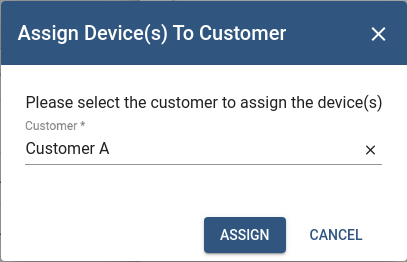 Assign Device(s) To Customer
Please select the customer to assign the device(s)
Customer *
Customer A
ASSIGN CANCEL